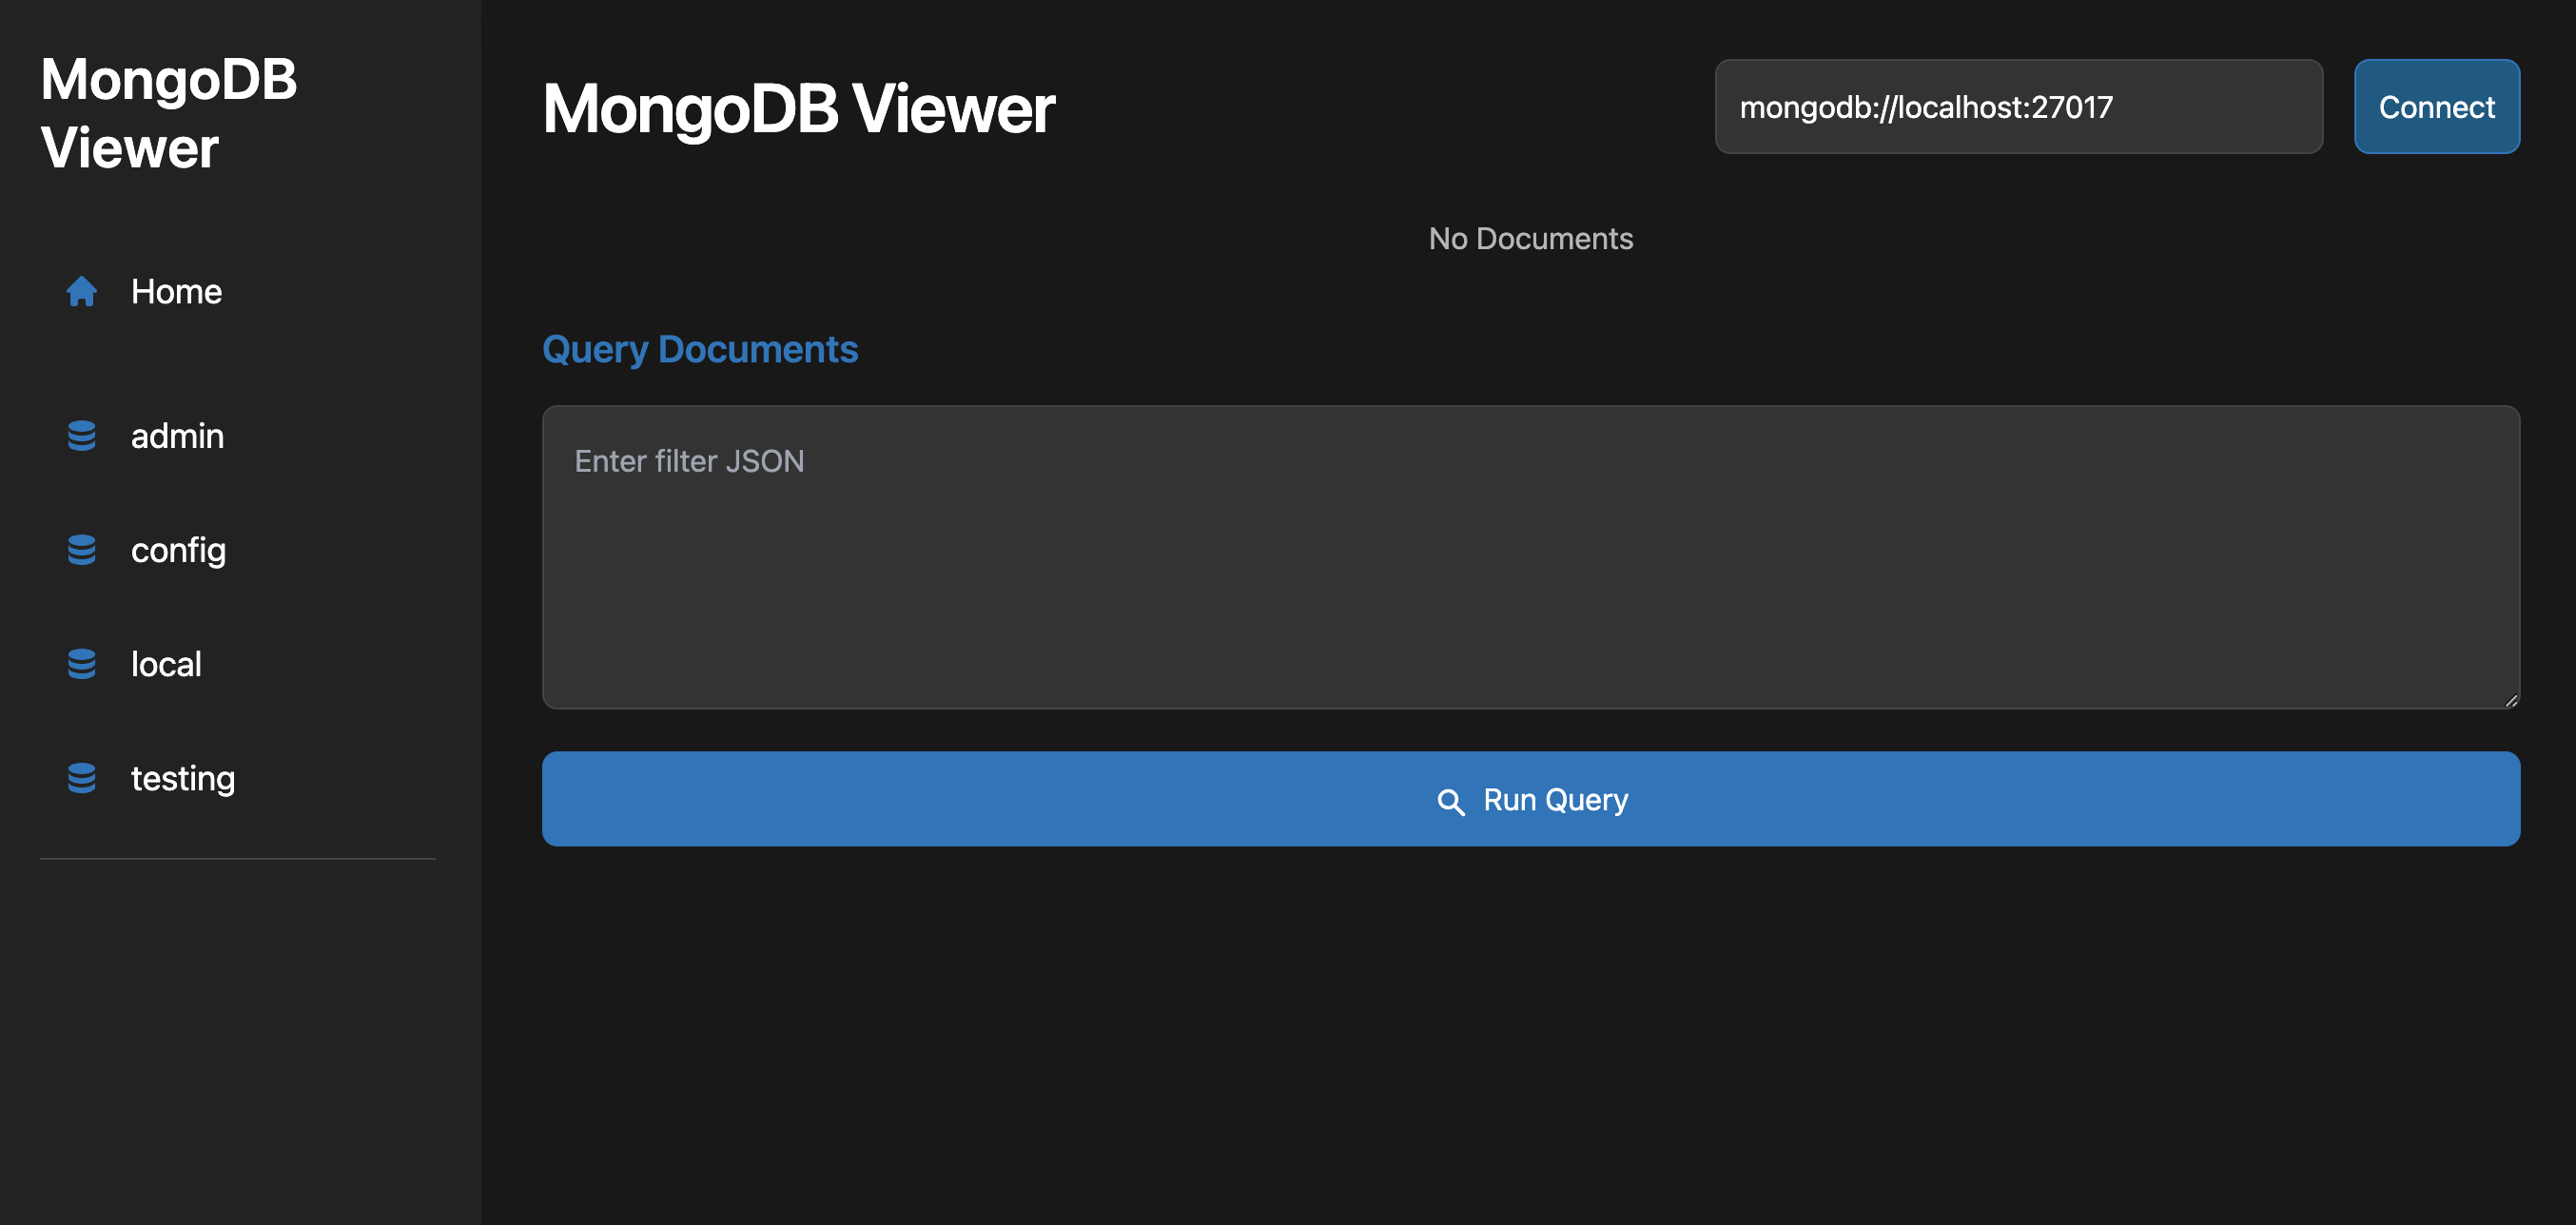 MongoDB
Viewer
Home
admin
config
local
testing
MongoDB Viewer
mongodb://localhost:27017
Connect
No Documents
Query Documents
Enter filter JSON
Run Query